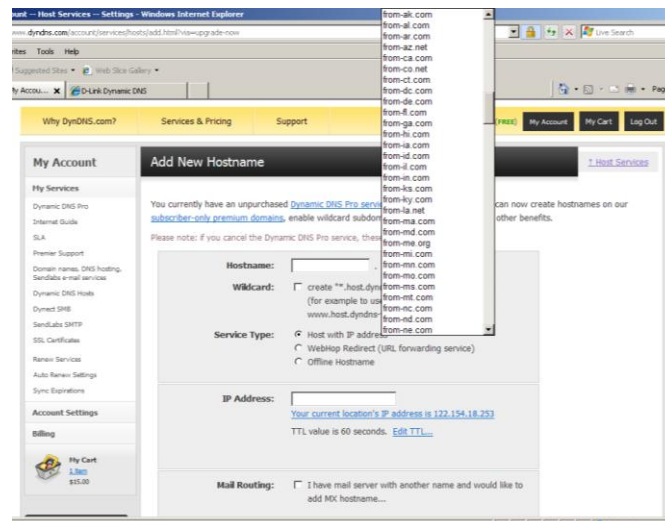 ount -- Host Services -- Settings - Windows Internet Explorer
www.dyndns.com/account/services/hosts/add.html?via=upgrade-now
Live Search
rites Tools Help
Suggested Sites Web Slice Gallery
My Accou... X D-Link Dynamic DNS
Pag
Why DynDNS.com? Services & Pricing Support (FREE) My Account My Cart Log Out
My Account
My Services
Dynamic DNS Pro
Internet Guide
SLA
Premier Support
Domain names, DNS hosting,
Sendlabs e-mail services
Dynamic DNS Hosts
Dynect SMB
SendLabs SMTP
SSL Certificates
Renew Services
Auto Renew Settings
Sync Expirations
Account Settings
Billing
My Cart
1 item
$15.00
Add New Hostname
↑ Host Services
You currently have an unpurchased Dynamic DNS Pro servi can now create hostnames on our
subscriber-only premium domains, enable wildcard subdom other benefits.
Please note: if you cancel the Dynamic DNS Pro service, thes
Hostname: .
Wildcard: create "*.host.dyn
(for example to us
www.host.dyndns-
Service Type: Host with IP address
WebHop Redirect (URL forwarding service)
Offline Hostname
IP Address:
Your current location's IP address is 122.154.18.253
TTL value is 60 seconds. Edit TTL...
Mail Routing: I have mail server with another name and would like to
add MX hostname...
from-ak.com
from-al.com
from-ar.com
from-az.net
from-ca.com
from-co.net
from-ct.com
from-dc.com
from-de.com
from-fl.com
from-ga.com
from-hi.com
from-ia.com
from-id.com
from-il.com
from-in.com
from-ks.com
from-ky.com
from-la.net
from-ma.com
from-md.com
from-me.org
from-mi.com
from-mn.com
from-mo.com
from-ms.com
from-mt.com
from-nc.com
from-nd.com
from-ne.com